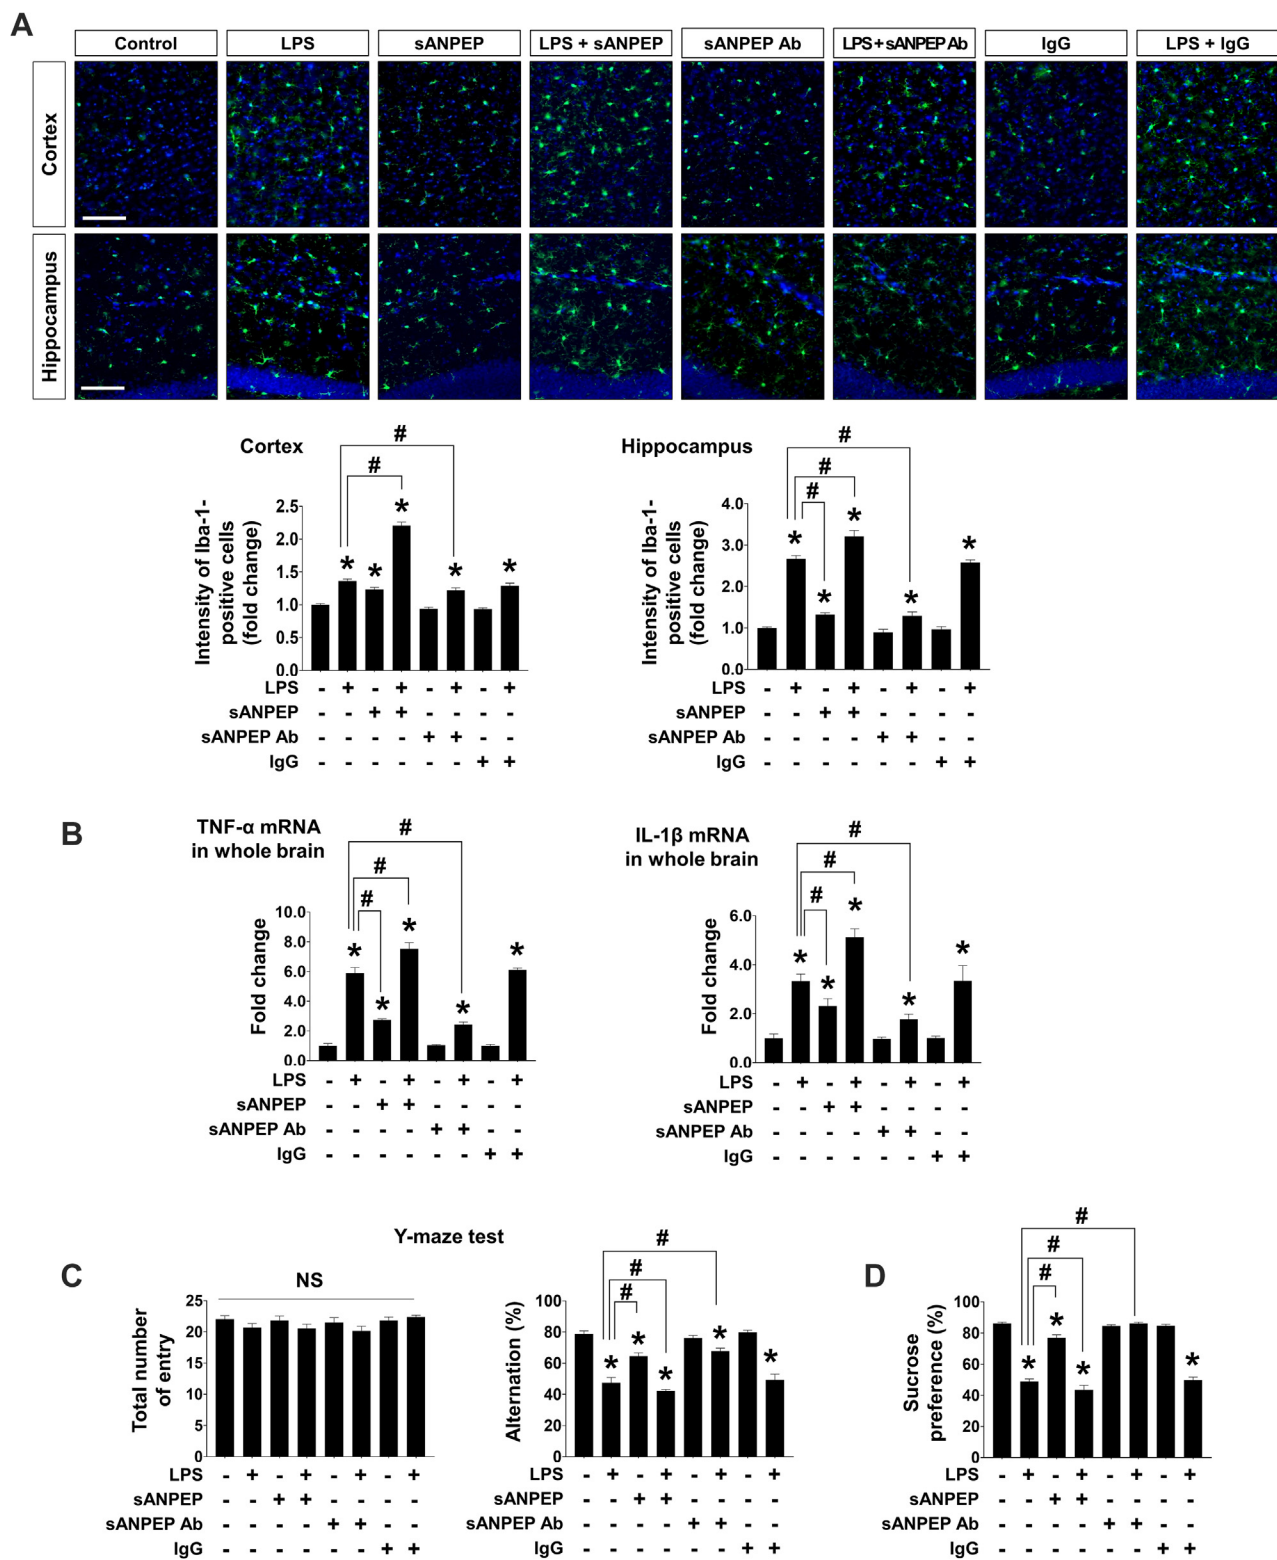 A
Control LPS sANPEP LPS + sANPEP sANPEP Ab LPS + sANPEP Ab IgG LPS + IgG
Cortex
Hippocampus
Cortex
# #
* * * * *
Intensity of Iba-1-
positive cells
(fold change)
2.5
2.0
1.5
1.0
0.5
0.0
LPS - + - + - + - +
sANPEP - - + + - - - -
sANPEP Ab - - - - + + - -
IgG - - - - - - + +
Hippocampus
# # #
* * * * *
Intensity of Iba-1-
positive cells
(fold change)
4.0
3.0
2.0
1.0
0.0
LPS - + - + - + - +
sANPEP - - + + - - - -
sANPEP Ab - - - - + + - -
IgG - - - - - - + +
B
TNF-α mRNA
in whole brain
# # #
* * * * *
Fold change
10.0
8.0
6.0
4.0
2.0
0.0
LPS - + - + - + - +
sANPEP - - + + - - - -
sANPEP Ab - - - - + + - -
IgG - - - - - - + +
IL-1β mRNA
in whole brain
# # #
* * * * *
Fold change
6.0
4.0
2.0
0.0
LPS - + - + - + - +
sANPEP - - + + - - - -
sANPEP Ab - - - - + + - -
IgG - - - - - - + +
C
Y-maze test
NS
Total number
of entry
25
20
15
10
5
0
LPS - + - + - + - +
sANPEP - - + + - - - -
sANPEP Ab - - - - + + - -
IgG - - - - - - + +
# # #
* * * * *
Alternation (%)
100
80
60
40
20
0
LPS - + - + - + - +
sANPEP - - + + - - - -
sANPEP Ab - - - - + + - -
IgG - - - - - - + +
D
# # #
* * * *
Sucrose
preference (%)
100
80
60
40
20
0
LPS - + - + - + - +
sANPEP - - + + - - - -
sANPEP Ab - - - - + + - -
IgG - - - - - - + +